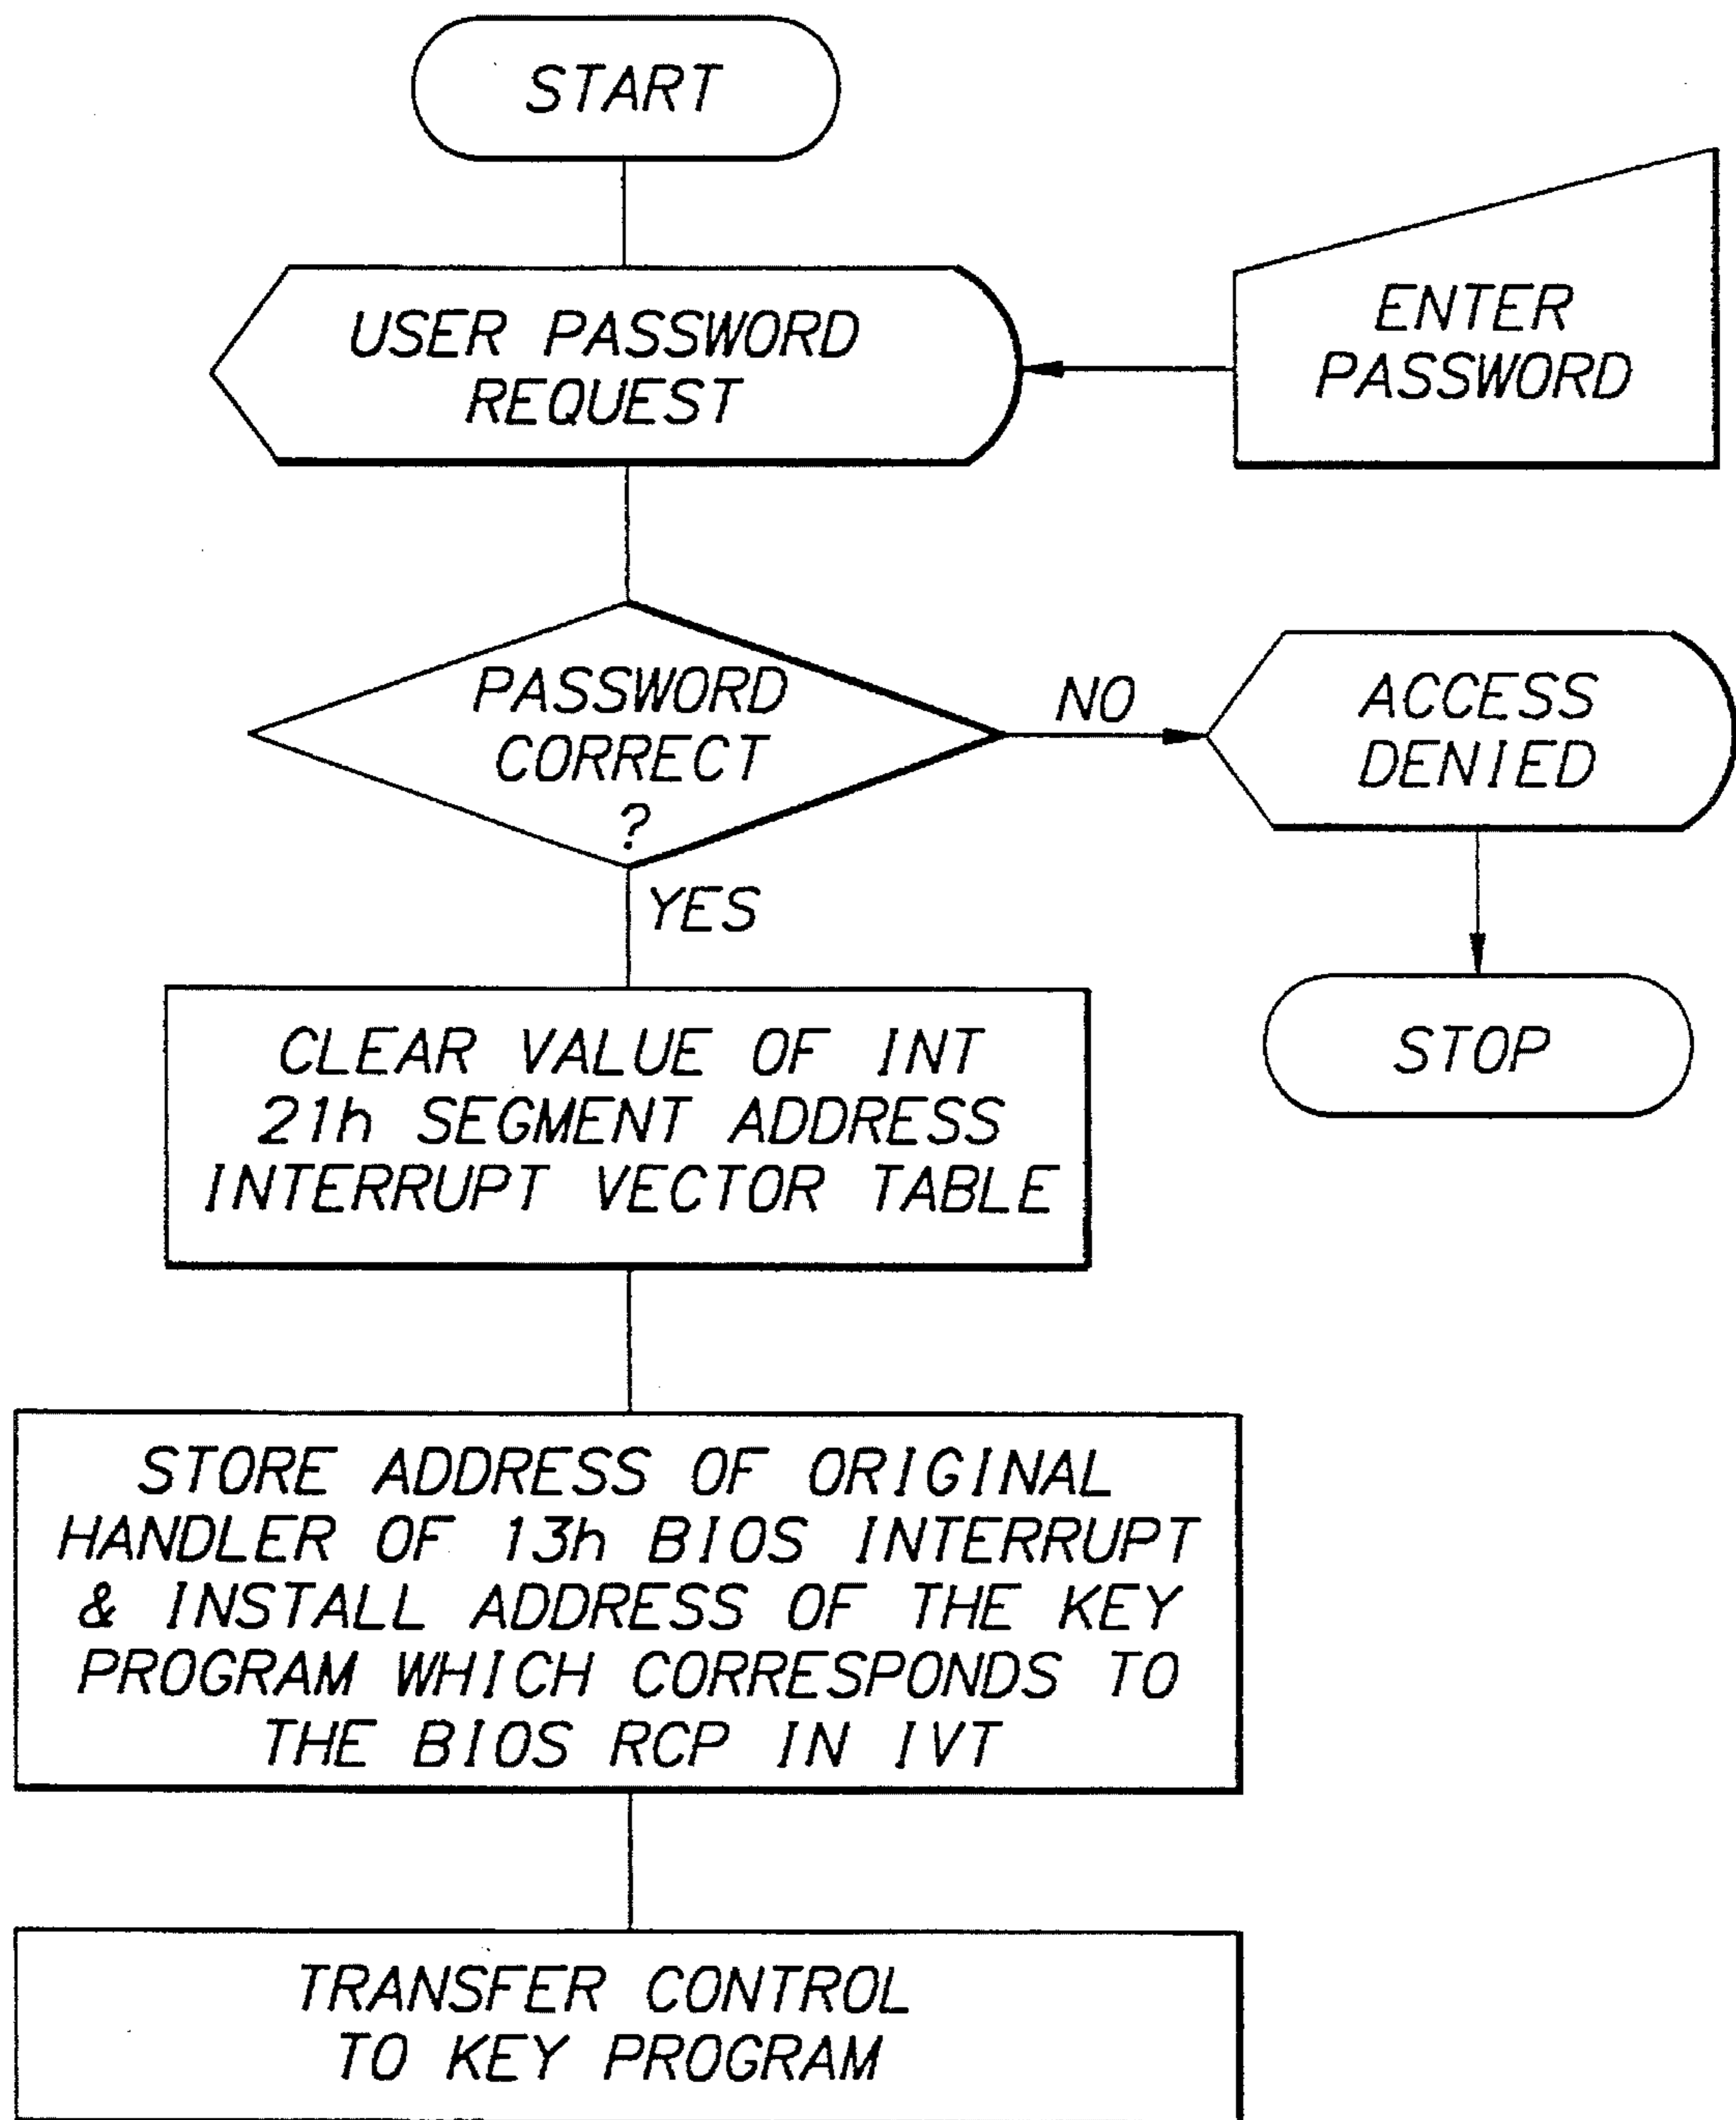 START
USER PASSWORD
REQUEST
ENTER
PASSWORD
PASSWORD
CORRECT
?
NO
ACCESS
DENIED
YES
STOP
CLEAR VALUE OF INT
21h SEGMENT ADDRESS
INTERRUPT VECTOR TABLE
STORE ADDRESS OF ORIGINAL
HANDLER OF 13h BIOS INTERRUPT
& INSTALL ADDRESS OF THE KEY
PROGRAM WHICH CORRESPONDS TO
THE BIOS RCP IN IVT
TRANSFER CONTROL
TO KEY PROGRAM